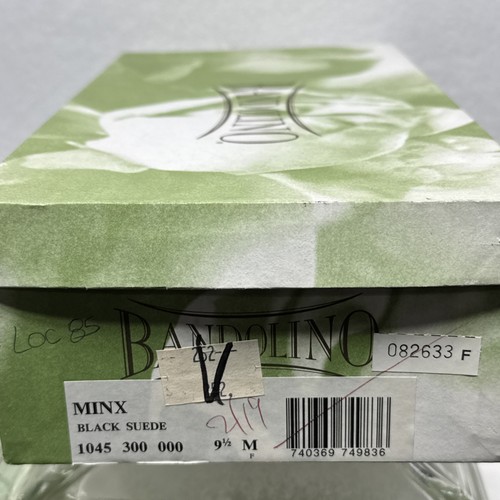 BANDOLINO
LOC 85
BANDOLINO
082633 F
MINX
BLACK SUEDE
1045 300 000 9½ M
P
740369 749836